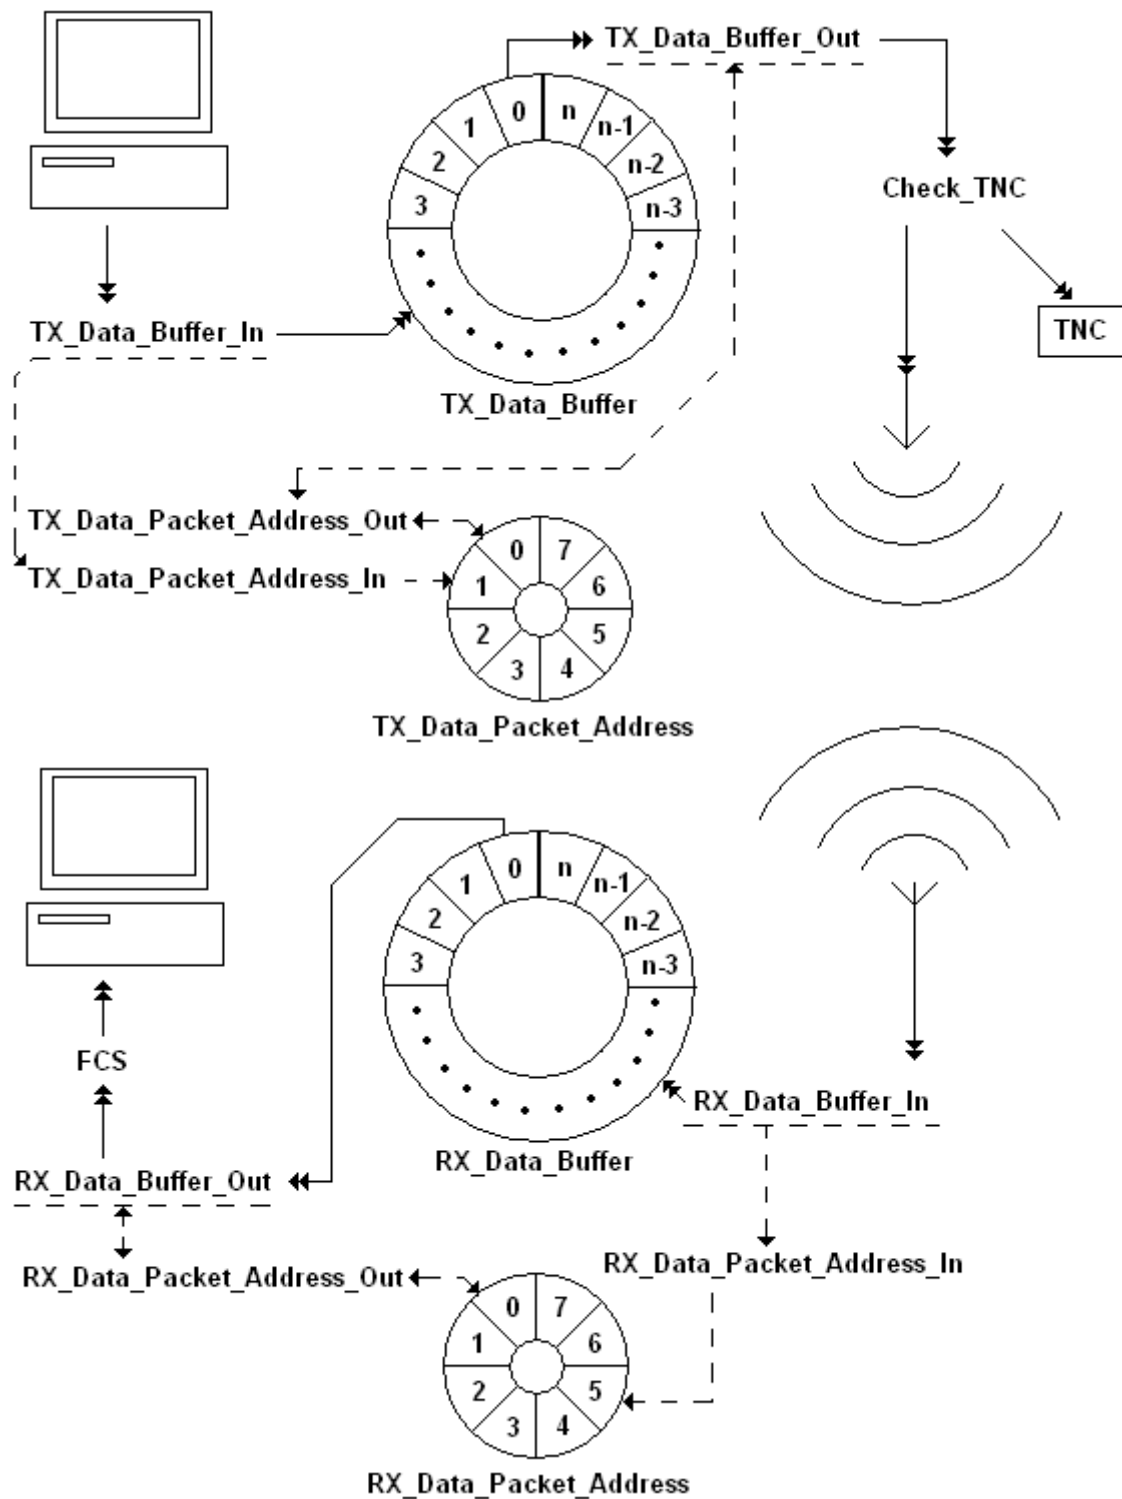 TX_Data_Buffer_Out
0 n
1 n-1
2 n-2
3 n-3
Check_TNC
TX_Data_Buffer_In
TNC
TX_Data_Buffer
TX_Data_Packet_Address_Out
TX_Data_Packet_Address_In
0 7
1 6
2 5
3 4
TX_Data_Packet_Address
0 n
1 n-1
2 n-2
3 n-3
FCS
RX_Data_Buffer_In
RX_Data_Buffer
RX_Data_Buffer_Out
RX_Data_Packet_Address_In
RX_Data_Packet_Address_Out
0 7
1 6
2 5
3 4
RX_Data_Packet_Address